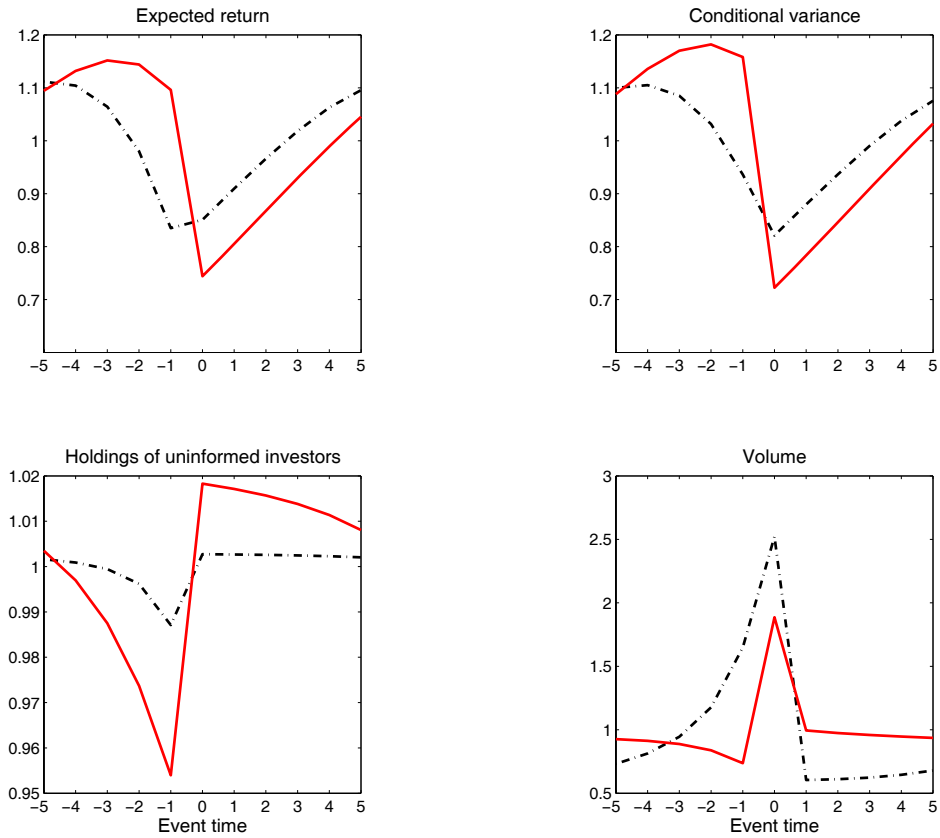 Expected return
1.2
1.1
1
0.9
0.8
0.7
−5 −4 −3 −2 −1 0 1 2 3 4 5
Conditional variance
1.2
1.1
1
0.9
0.8
0.7
−5 −4 −3 −2 −1 0 1 2 3 4 5
Holdings of uninformed investors
1.02
1.01
1
0.99
0.98
0.97
0.96
0.95
−5 −4 −3 −2 −1 0 1 2 3 4 5
Event time
Volume
3
2.5
2
1.5
1
0.5
−5 −4 −3 −2 −1 0 1 2 3 4 5
Event time